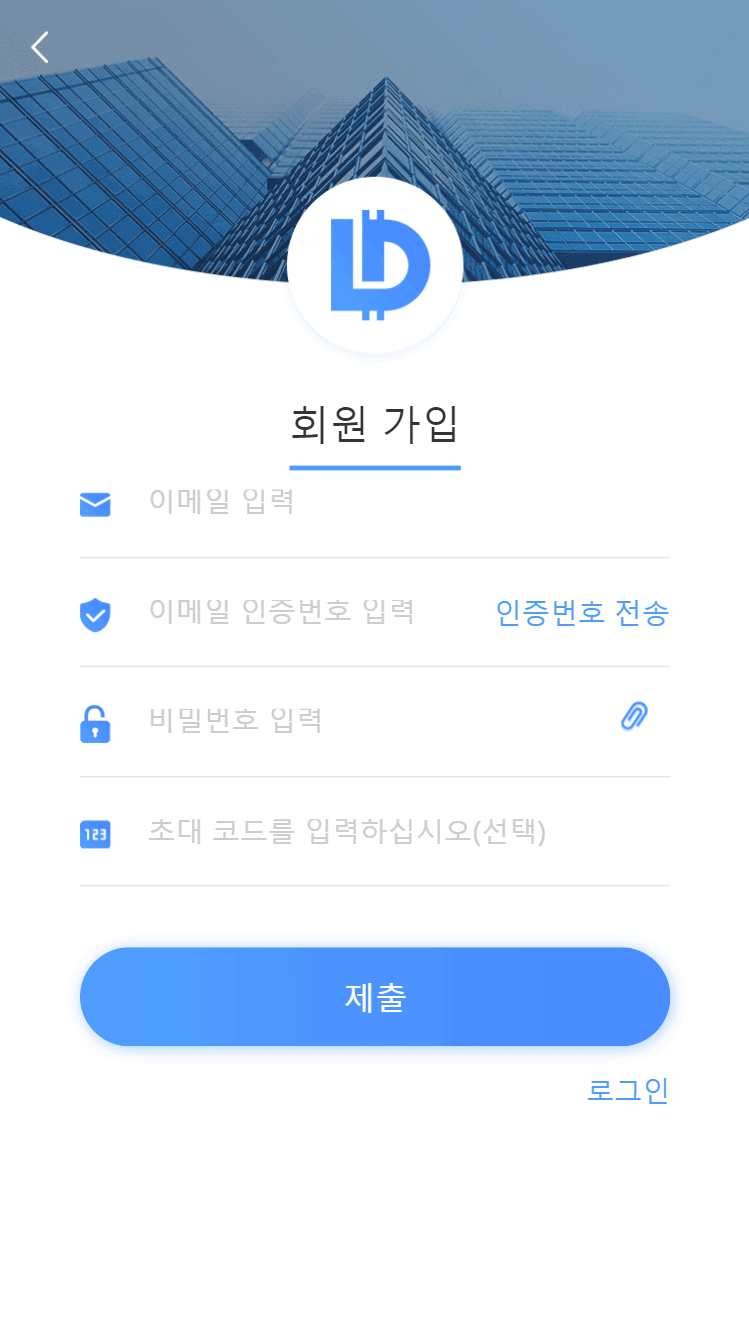 회원 가입
이메일 입력
이메일 인증번호 입력
인증번호 전송
비밀번호 입력
123
초대 코드를 입력하십시오(선택)
제출
로그인